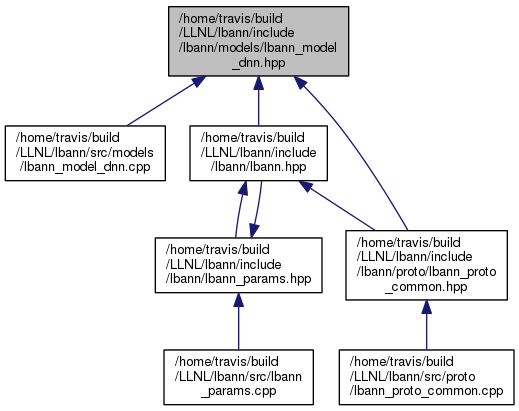 /home/travis/build
/LLNL/lbann/include
/lbann/models/lbann_model
_dnn.hpp
/home/travis/build
/LLNL/lbann/src/models
/lbann_model_dnn.cpp
/home/travis/build
/LLNL/lbann/include
/lbann/lbann.hpp
/home/travis/build
/LLNL/lbann/include
/lbann/lbann_params.hpp
/home/travis/build
/LLNL/lbann/include
/lbann/proto/lbann_proto
_common.hpp
/home/travis/build
/LLNL/lbann/src/lbann
_params.cpp
/home/travis/build
/LLNL/lbann/src/proto
/lbann_proto_common.cpp